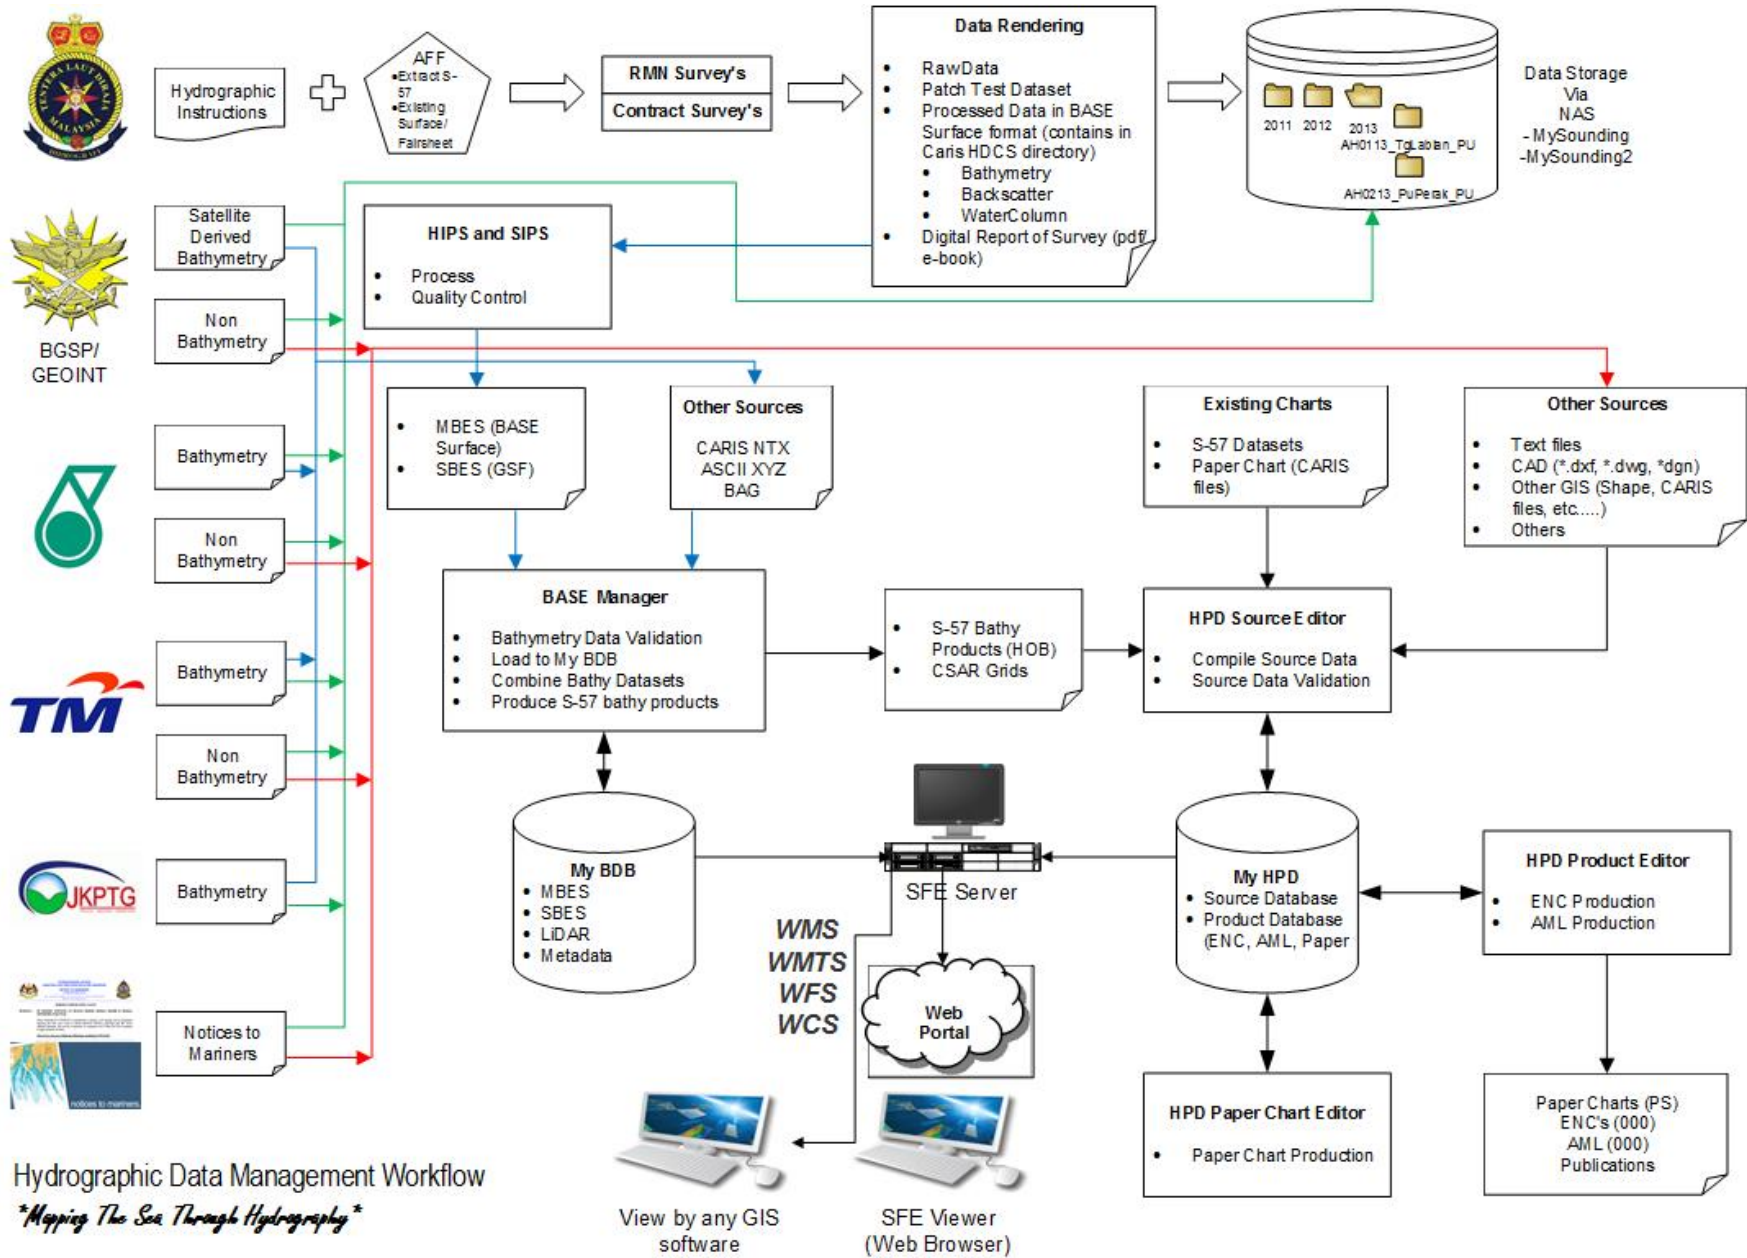 TENTERA LAUT DIRAJA
MALAYSIA
HIDROGRAFI
Hydrographic
Instructions
AFF
•Extract S-
57
•Existing
Surface/
Fairsheet
RMN Survey's
Contract Survey's
Data Rendering
• RawData
• Patch Test Dataset
• Processed Data in BASE
Surface format (contains in
Caris HDCS directory)
• Bathymetry
• Backscatter
• WaterColumn
• Digital Report of Survey (pdf/
e-book)
2011
2012
2013
AH0113_TgLabian_PU
AH0213_PuPerak_PU
Data Storage
Via
NAS
- MySounding
-MySounding2
BGSP/
GEOINT
Satellite
Derived
Bathymetry
Non
Bathymetry
HIPS and SIPS
• Process
• Quality Control
Bathymetry
Non
Bathymetry
• MBES (BASE
Surface)
• SBES (GSF)
Other Sources
CARIS NTX
ASCII XYZ
BAG
Existing Charts
• S-57 Datasets
• Paper Chart (CARIS
files)
Other Sources
• Text files
• CAD (*.dxf, *.dwg, *dgn)
• Other GIS (Shape, CARIS
files, etc.....)
• Others
TM
Bathymetry
Non
Bathymetry
BASE Manager
• Bathymetry Data Validation
• Load to My BDB
• Combine Bathy Datasets
• Produce S-57 bathy products
• S-57 Bathy
Products (HOB)
• CSAR Grids
HPD Source Editor
• Compile Source Data
• Source Data Validation
JKPTG
Bathymetry
My BDB
• MBES
• SBES
• LiDAR
• Metadata
SFE Server
My HPD
• Source Database
• Product Database
(ENC, AML, Paper
HPD Product Editor
• ENC Production
• AML Production
WMS
WMTS
WFS
WCS
Web
Portal
notices to mariners
Notices to
Mariners
HPD Paper Chart Editor
• Paper Chart Production
Paper Charts (PS)
ENC's (000)
AML (000)
Publications
View by any GIS
software
SFE Viewer
(Web Browser)
Hydrographic Data Management Workflow
*Mapping The Sea Through Hydrography*